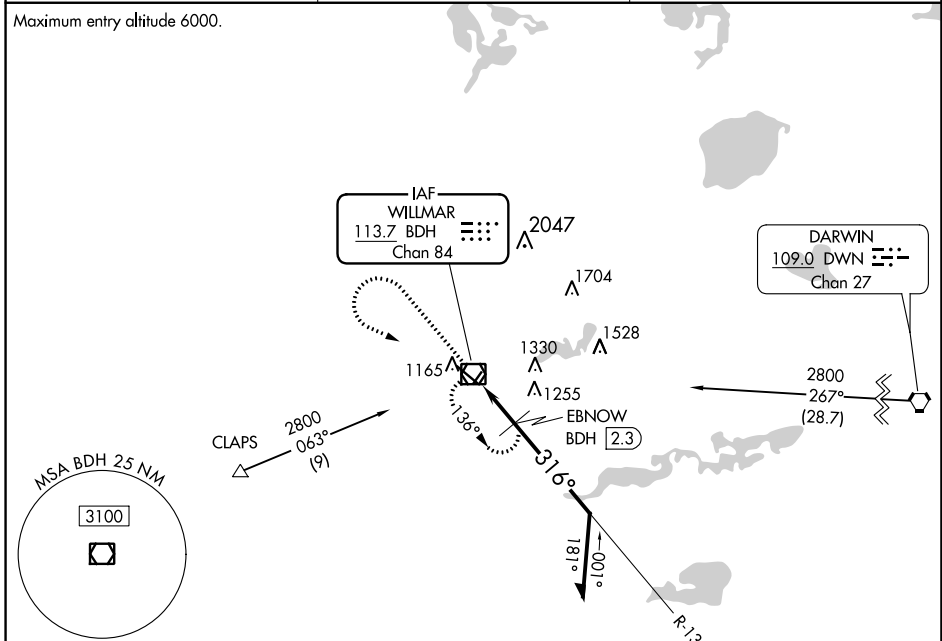 Maximum entry altitude 6000.
IAF
WILLMAR
113.7 BDH
Chan 84
2047
1704
1528
1330
1165
1255
DARWIN
109.0 DWN
Chan 27
2800
267°
(28.7)
EBNOW
BDH 2.3
136°
316°
CLAPS
2800
063°
(9)
MSA BDH 25 NM
3100
181°
001°